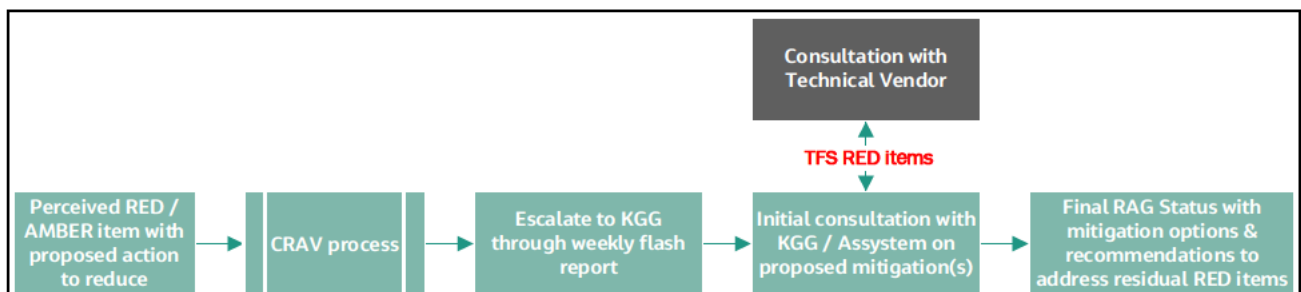 Consultation with
Technical Vendor
TFS RED items
Perceived RED /
AMBER item with
proposed action
to reduce
CRAV process
Escalate to KGG
through weekly flash
report
Initial consultation with
KGG / Assystem on
proposed mitigation(s)
Final RAG Status with
mitigation options &
recommendations to
address residual RED items